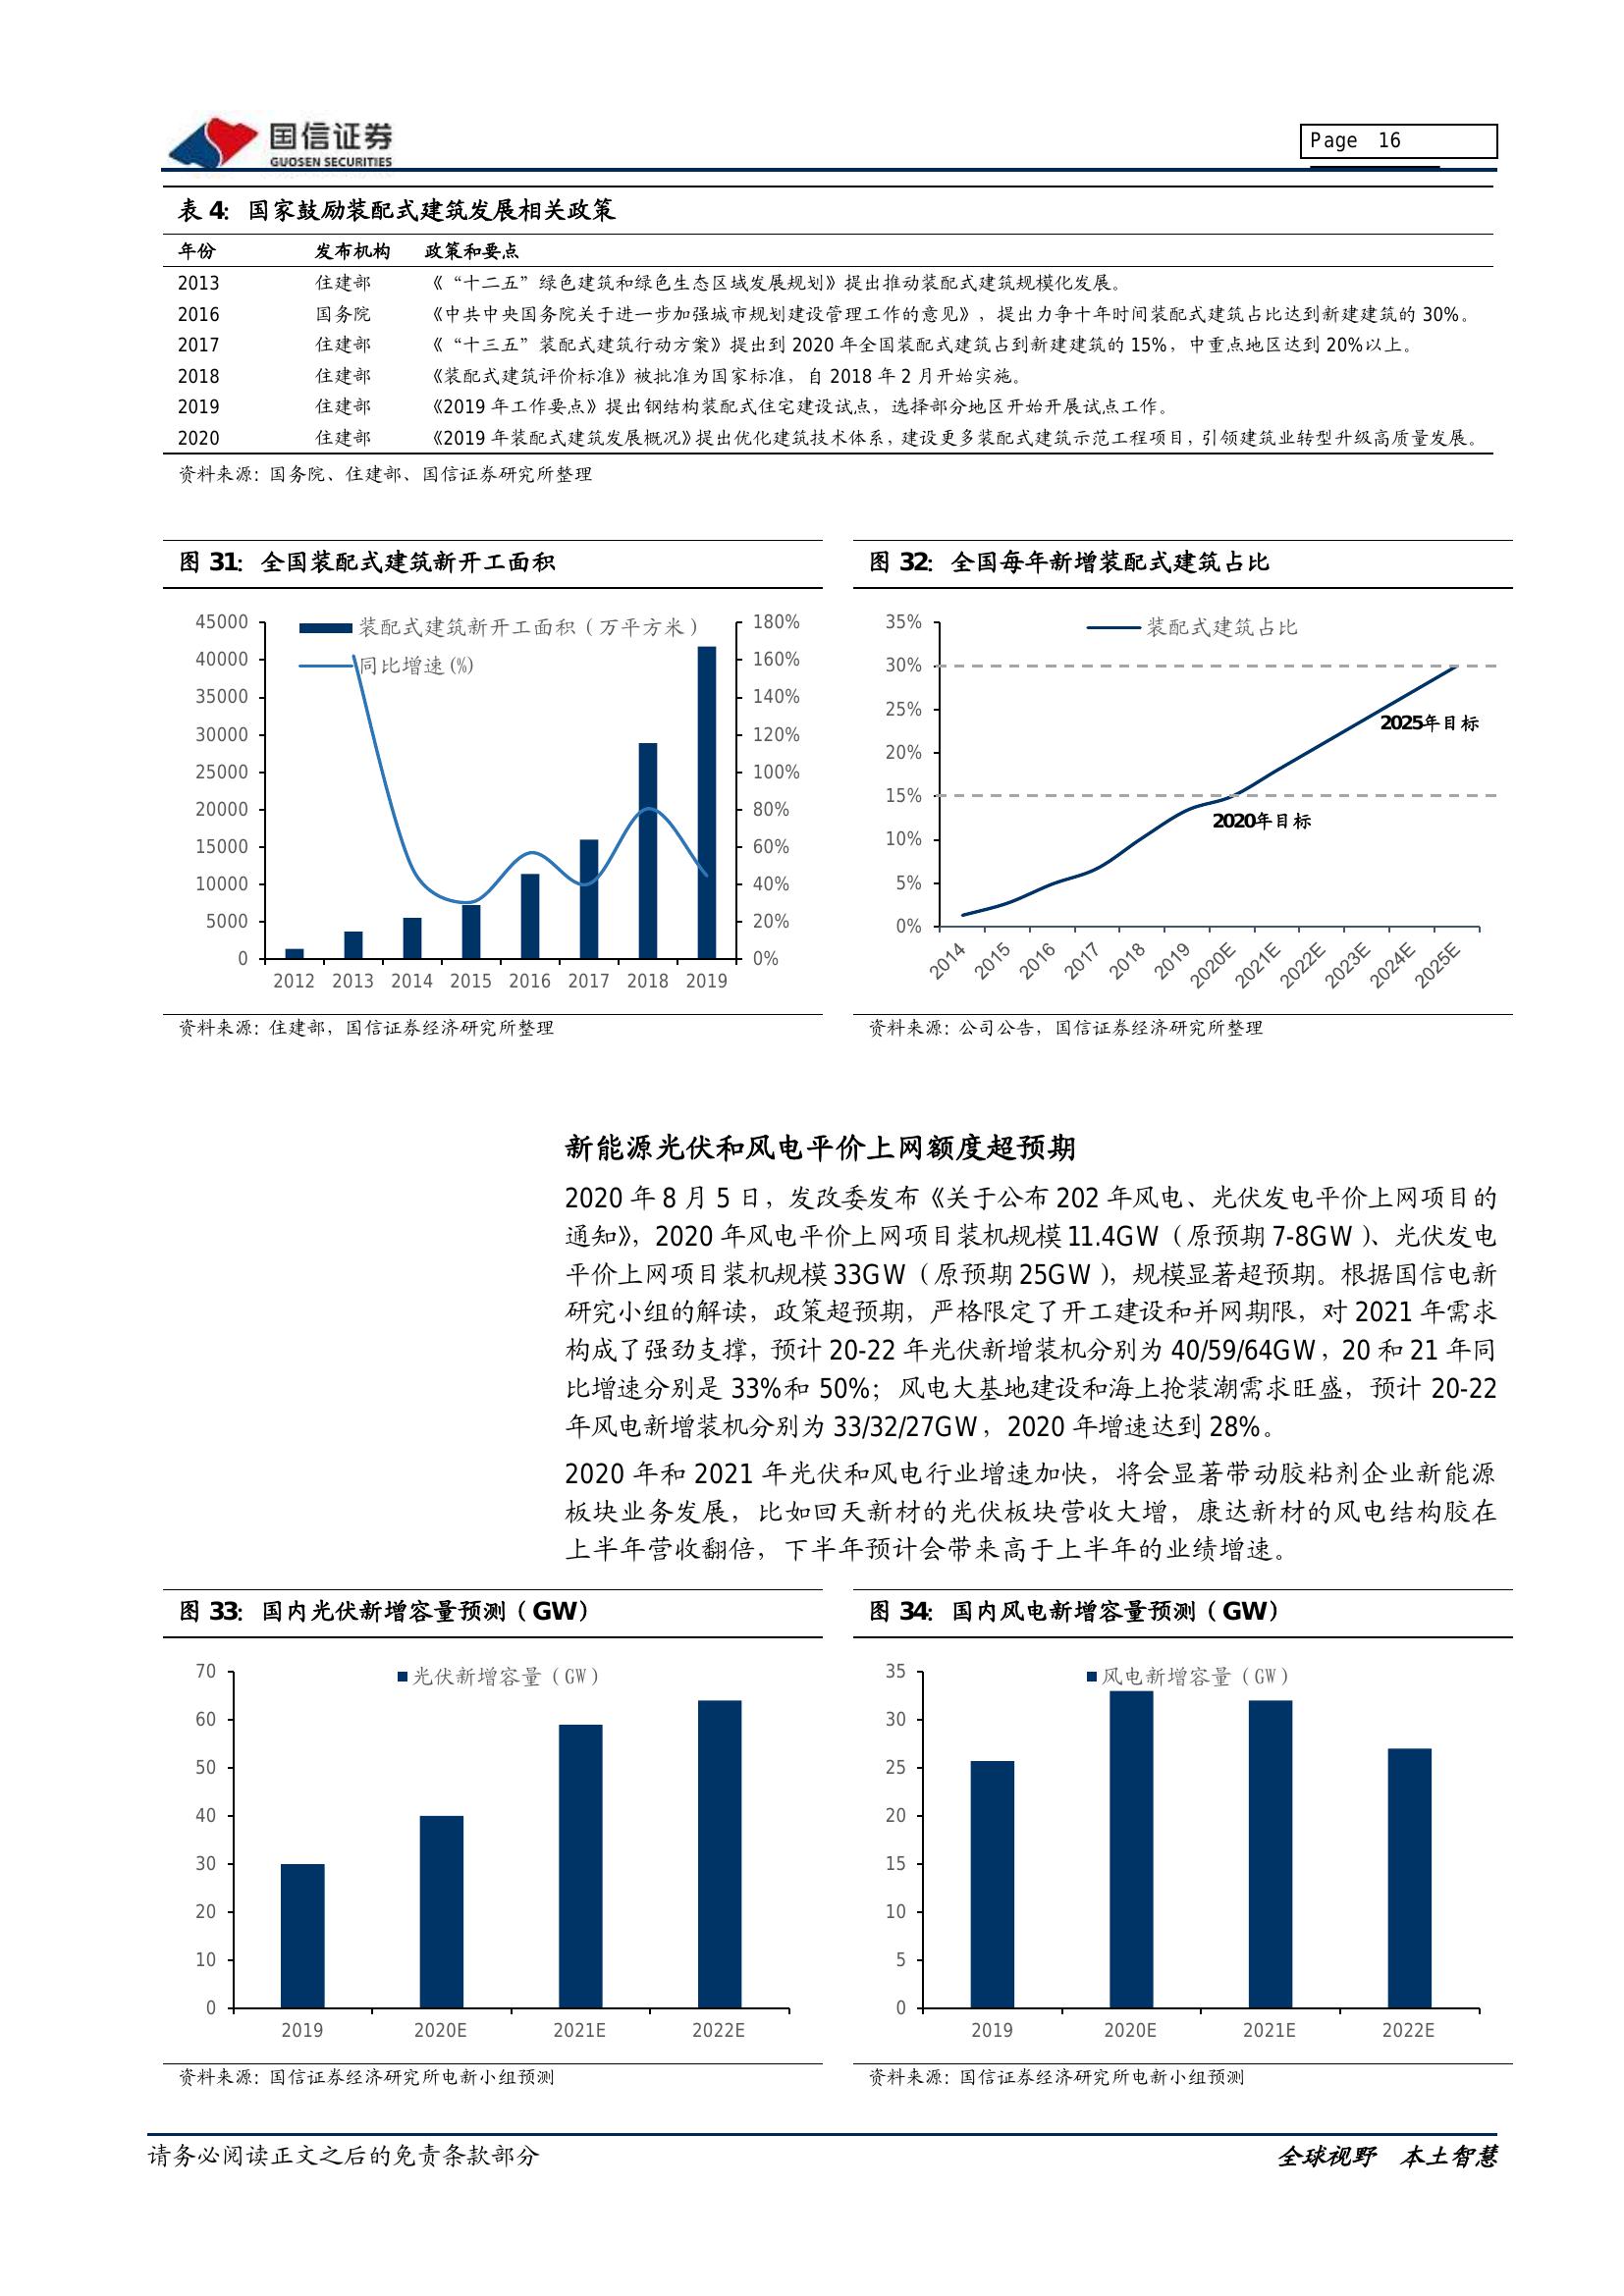 国信证券
GUOSEN SECURITIES
Page 16
表 4：国家鼓励装配式建筑发展相关政策
年份 发布机构 政策和要点
2013 住建部 《“十二五”绿色建筑和绿色生态区域发展规划》提出推动装配式建筑规模化发展。
2016 国务院 《中共中央国务院关于进一步加强城市规划建设管理工作的意见》，提出力争十年时间装配式建筑占比达到新建建筑的 30%。
2017 住建部 《“十三五”装配式建筑行动方案》提出到 2020 年全国装配式建筑占到新建建筑的 15%，中重点地区达到 20%以上。
2018 住建部 《装配式建筑评价标准》被批准为国家标准，自 2018 年 2 月开始实施。
2019 住建部 《2019 年工作要点》提出钢结构装配式住宅建设试点，选择部分地区开始开展试点工作。
2020 住建部 《2019 年装配式建筑发展概况》提出优化建筑技术体系，建设更多装配式建筑示范工程项目，引领建筑业转型升级高质量发展。
资料来源：国务院、住建部、国信证券研究所整理
图 31：全国装配式建筑新开工面积
装配式建筑新开工面积（万平方米）
同比增速(%)
45000 180%
40000 160%
35000 140%
30000 120%
25000 100%
20000 80%
15000 60%
10000 40%
5000 20%
0 0%
2012 2013 2014 2015 2016 2017 2018 2019
资料来源：住建部，国信证券经济研究所整理
图 32：全国每年新增装配式建筑占比
装配式建筑占比
35%
30%
25%
2025年目标
20%
15%
2020年目标
10%
5%
0%
2014 2015 2016 2017 2018 2019 2020E 2021E 2022E 2023E 2024E 2025E
资料来源：公司公告，国信证券经济研究所整理
新能源光伏和风电平价上网额度超预期
2020 年 8 月 5 日，发改委发布《关于公布 202 年风电、光伏发电平价上网项目的
通知》，2020 年风电平价上网项目装机规模 11.4GW（原预期 7-8GW）、光伏发电
平价上网项目装机规模 33GW（原预期 25GW），规模显著超预期。根据国信电新
研究小组的解读，政策超预期，严格限定了开工建设和并网期限，对 2021 年需求
构成了强劲支撑，预计 20-22 年光伏新增装机分别为 40/59/64GW，20 和 21 年同
比增速分别是 33%和 50%；风电大基地建设和海上抢装潮需求旺盛，预计 20-22
年风电新增装机分别为 33/32/27GW，2020 年增速达到 28%。
2020 年和 2021 年光伏和风电行业增速加快，将会显著带动胶粘剂企业新能源
板块业务发展，比如回天新材的光伏板块营收大增，康达新材的风电结构胶在
上半年营收翻倍，下半年预计会带来高于上半年的业绩增速。
图 33：国内光伏新增容量预测（GW）
光伏新增容量（GW）
70
60
50
40
30
20
10
0
2019 2020E 2021E 2022E
资料来源：国信证券经济研究所电新小组预测
图 34：国内风电新增容量预测（GW）
风电新增容量（GW）
35
30
25
20
15
10
5
0
2019 2020E 2021E 2022E
资料来源：国信证券经济研究所电新小组预测
请务必阅读正文之后的免责条款部分
全球视野 本土智慧